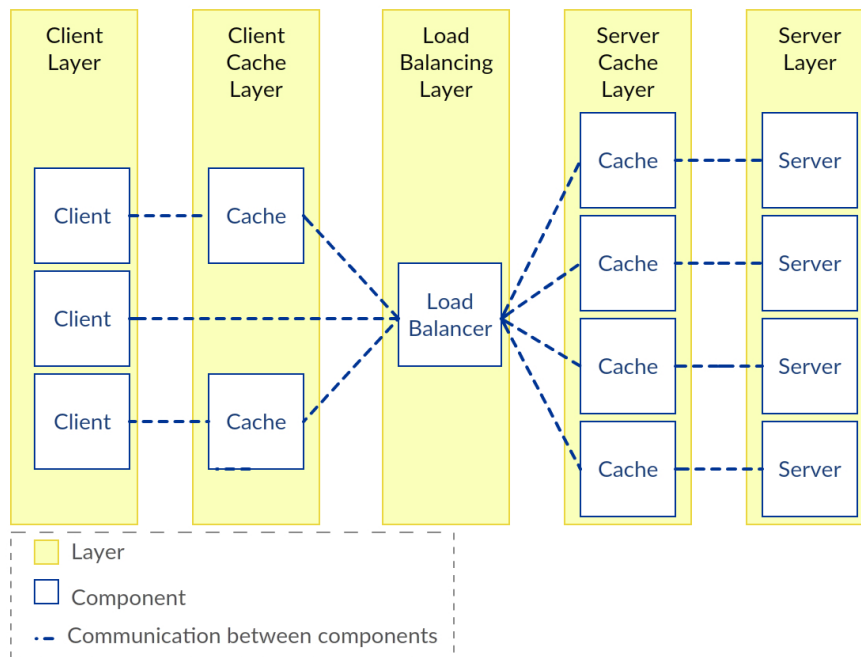 Client
Layer
Client
Cache
Layer
Load
Balancing
Layer
Server
Cache
Layer
Server
Layer
Client
Client
Client
Cache
Cache
Load
Balancer
Cache
Cache
Cache
Cache
Server
Server
Server
Server
Layer
Component
Communication between components